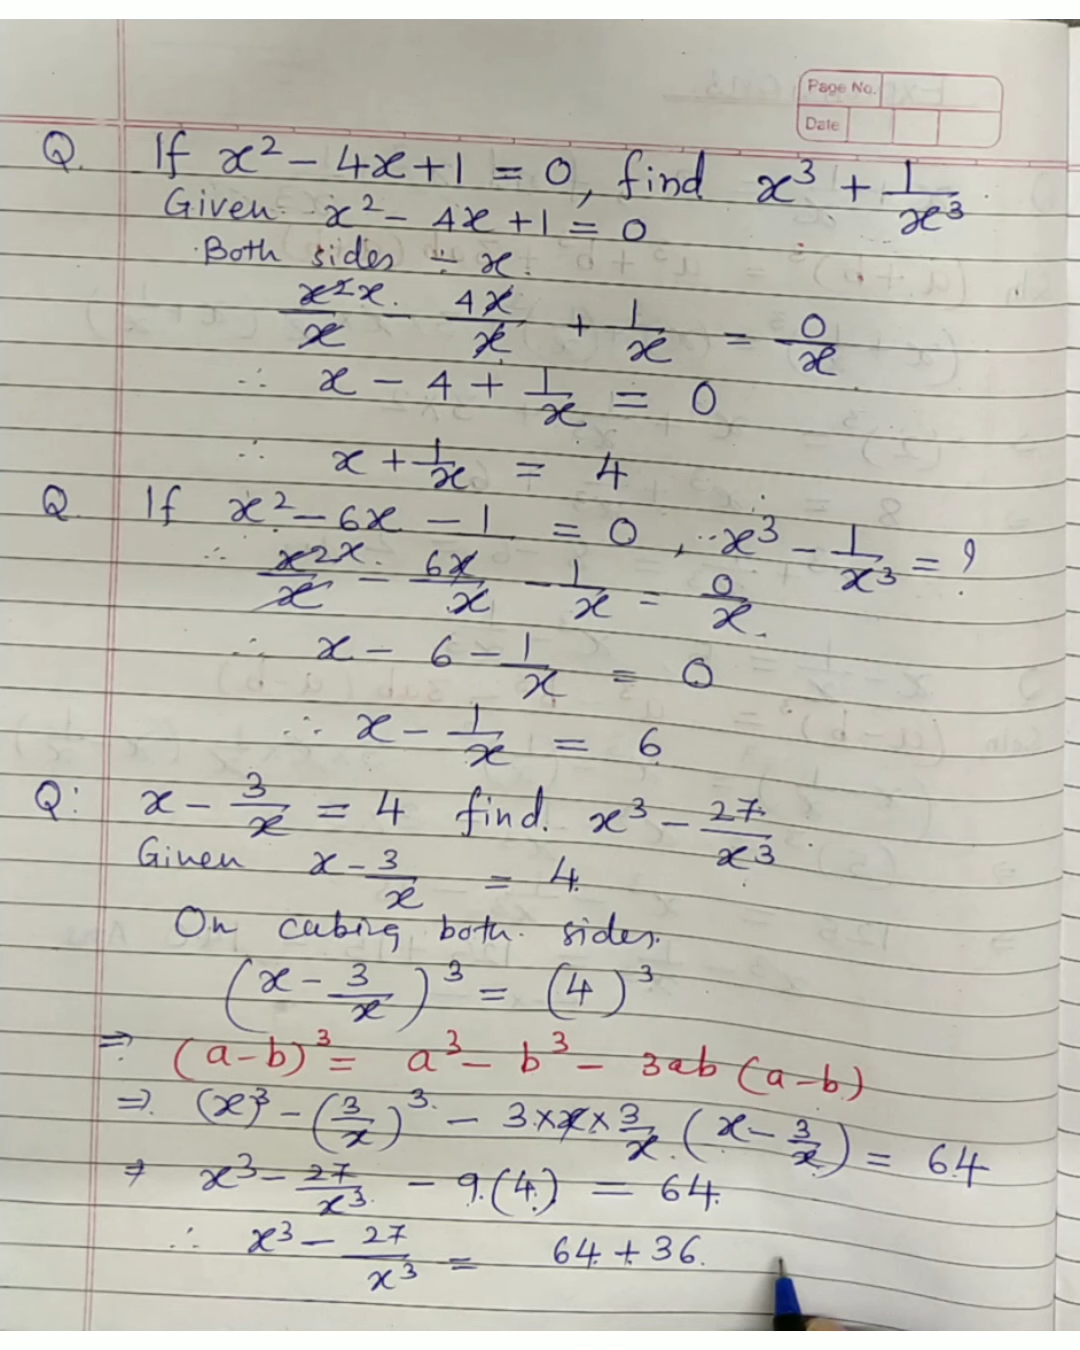 Page No.
Date
Q. If x² - 4x + 1 = 0, find x³ + 1/x³
Given x² - 4x + 1 = 0
Both sides ÷ x.
x²x/x - 4x/x + 1/x = 0/x
∴ x - 4 + 1/x = 0
∴ x + 1/x = 4
Q If x² - 6x - 1 = 0, x³ - 1/x³ = ?
∴ x²x/x - 6x/x - 1/x = 0/x.
∴ x - 6 - 1/x = 0
∴ x - 1/x = 6
Q: x - 3/x = 4 find. x³ - 27/x³
Given x - 3/x = 4.
On cubing both sides.
(x - 3/x)³ = (4)³
⇒ (a-b)³ = a³ - b³ - 3ab (a-b)
⇒ (x)³ - (3/x)³ - 3 × x × 3/x (x - 3/x) = 64
⇒ x³ - 27/x³ - 9.(4) = 64.
∴ x³ - 27/x³ = 64 + 36.